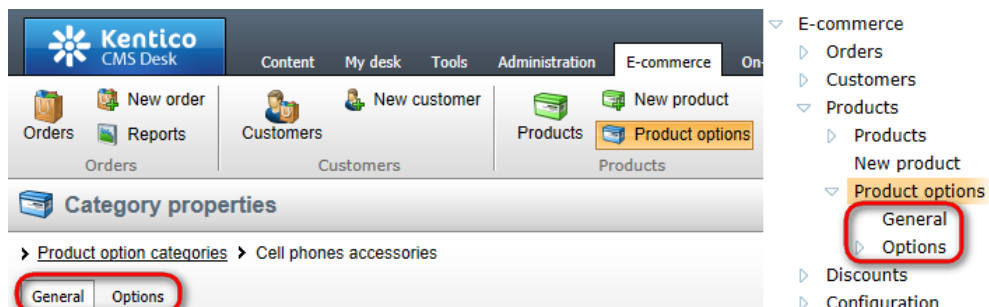 Kentico
CMS Desk
Content My desk Tools Administration E-commerce On-
New order
New customer
New product
Orders Reports Customers Products Product options
Orders Customers Products
Category properties
Product option categories Cell phones accessories
General Options
E-commerce
Orders
Customers
Products
Products
New product
Product options
General
Options
Discounts
Configuration